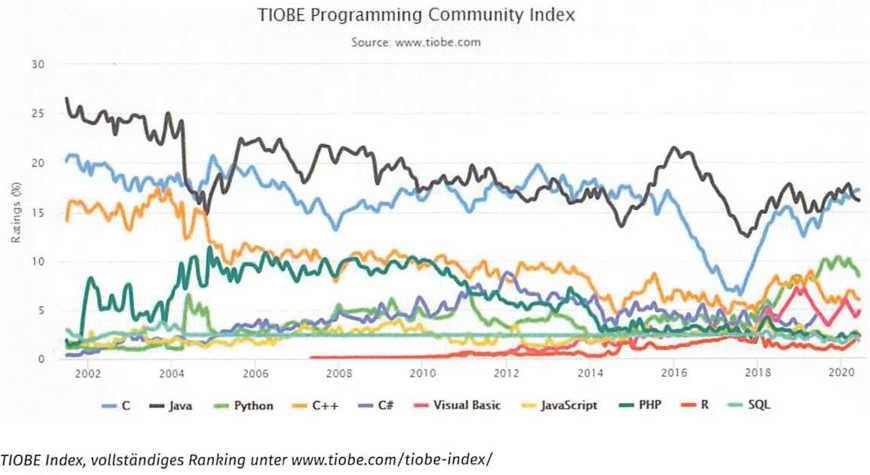 TIOBE Programming Community Index
Source: www.tiobe.com
30
25
20
15
10
5
0
Ratings (%)
2002 2004 2006 2008 2010 2012 2014 2016 2018 2020
C Java Python C++ C# Visual Basic JavaScript PHP R SQL
TIOBE Index, vollständiges Ranking unter www.tiobe.com/tiobe-index/